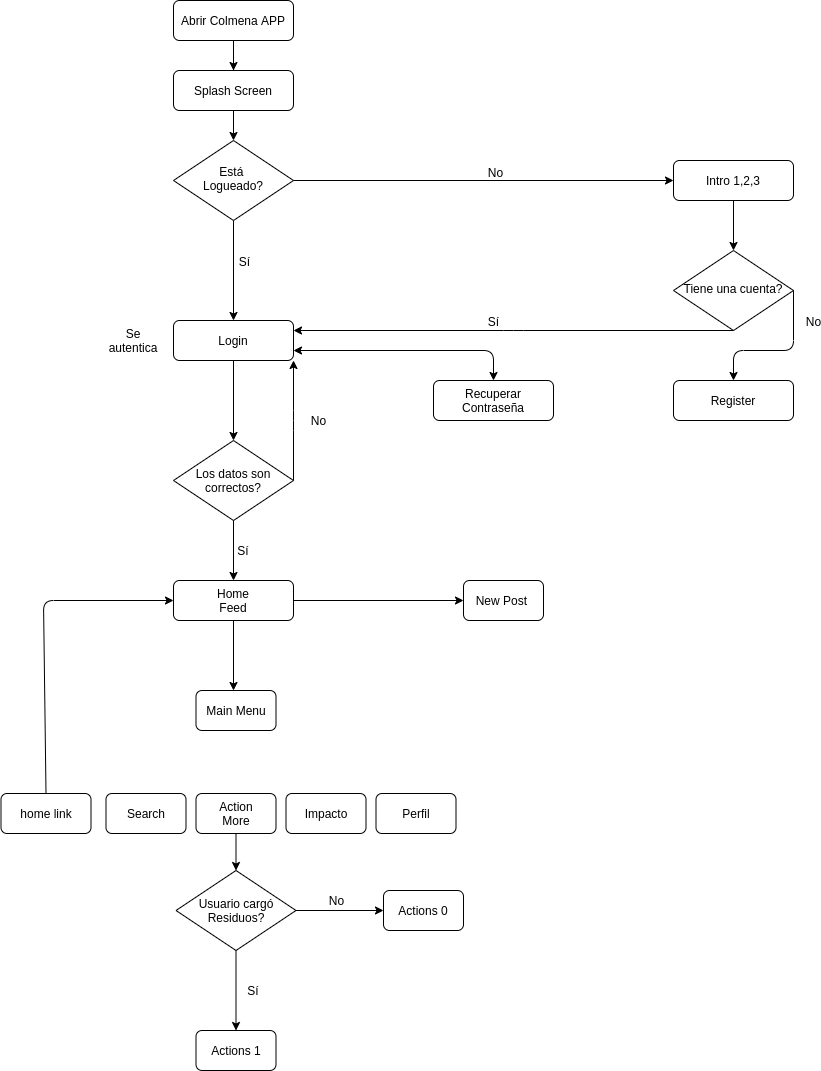 Abrir Colmena APP
Splash Screen
Está
Logueado?
No
Intro 1,2,3
Sí
Tiene una cuenta?
Sí
No
Se
autentica
Login
Recuperar
Contraseña
Register
No
Los datos son
correctos?
Sí
Home
Feed
New Post
Main Menu
home link
Search
Action
More
Impacto
Perfil
Usuario cargó
Residuos?
No
Actions 0
Sí
Actions 1